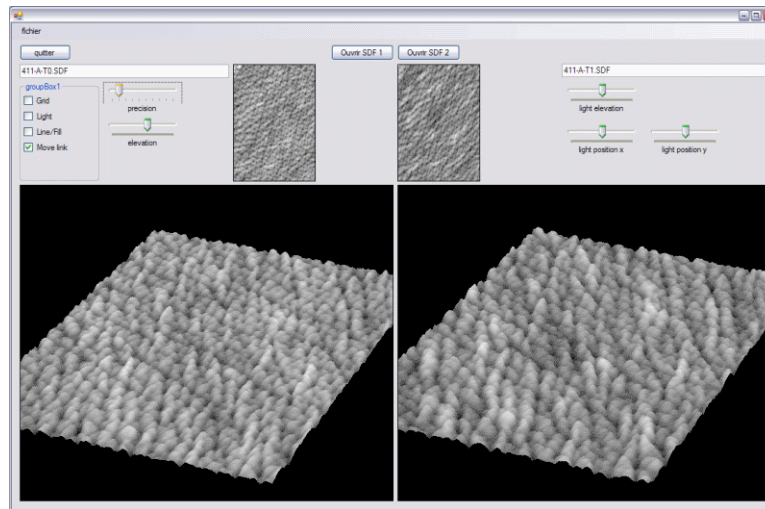 fichier
quitter
Ouvrir SDF 1
Ouvrir SDF 2
411-A-T0.SDF
411-A-T1.SDF
groupBox1
Grid
Light
Line/Fill
Move link
precision
elevation
light elevation
light position x
light position y